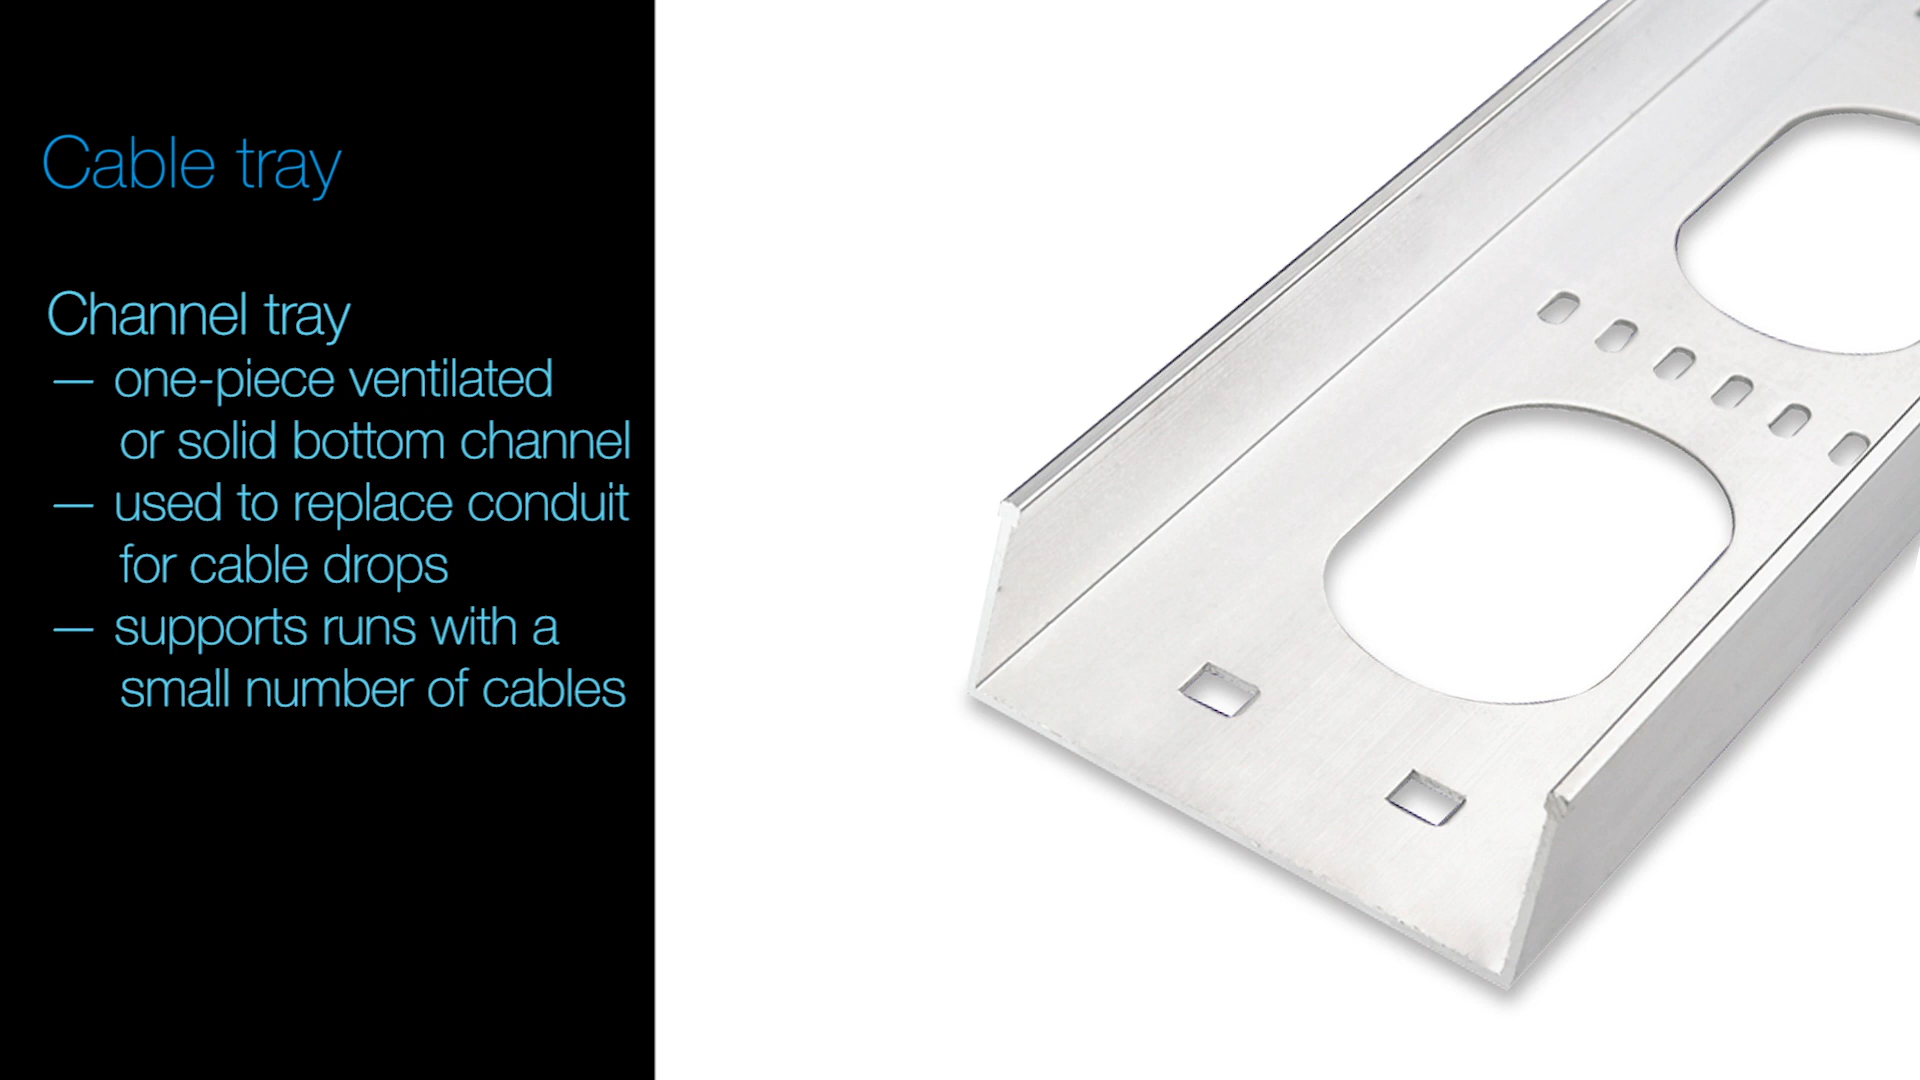 Cable tray
Channel tray
— one-piece ventilated
or solid bottom channel
— used to replace conduit
for cable drops
— supports runs with a
small number of cables